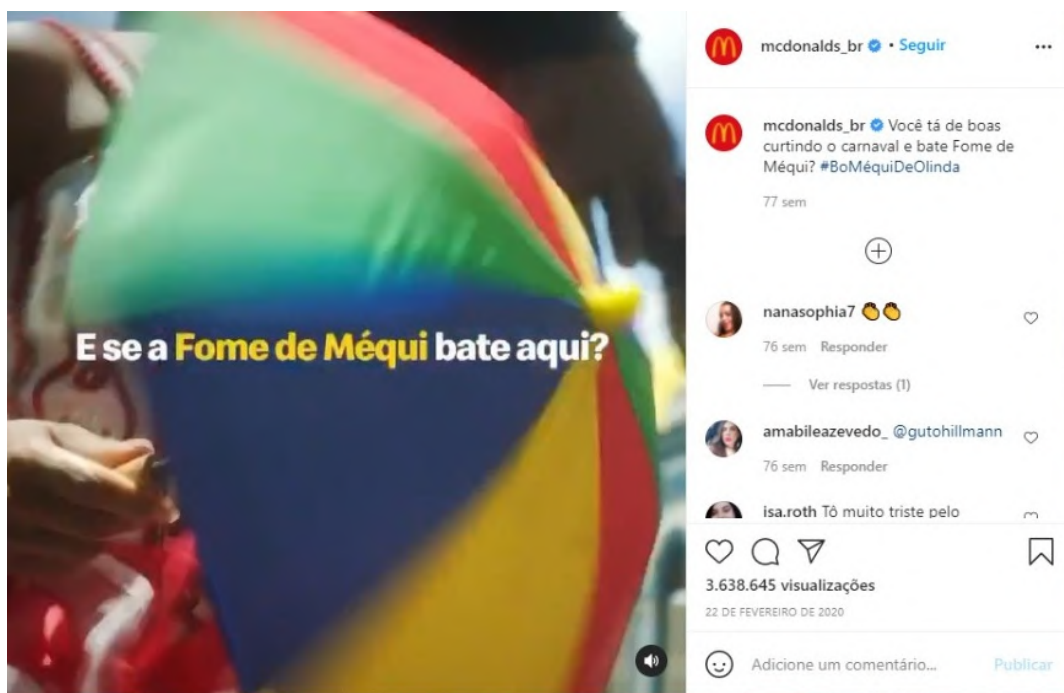 E se a Fome de Méqui bate aqui?
mcdonalds_br • Seguir
mcdonalds_br Você tá de boas
curtindo o carnaval e bate Fome de
Méqui? #BoMéquiDeOlinda
77 sem
nanasophia7 👏👏
76 sem Responder
Ver respostas (1)
amabileazevedo_ @gutohillmann
76 sem Responder
isa.roth Tô muito triste pelo
3.638.645 visualizações
22 DE FEVEREIRO DE 2020
Adicione um comentário... Publicar